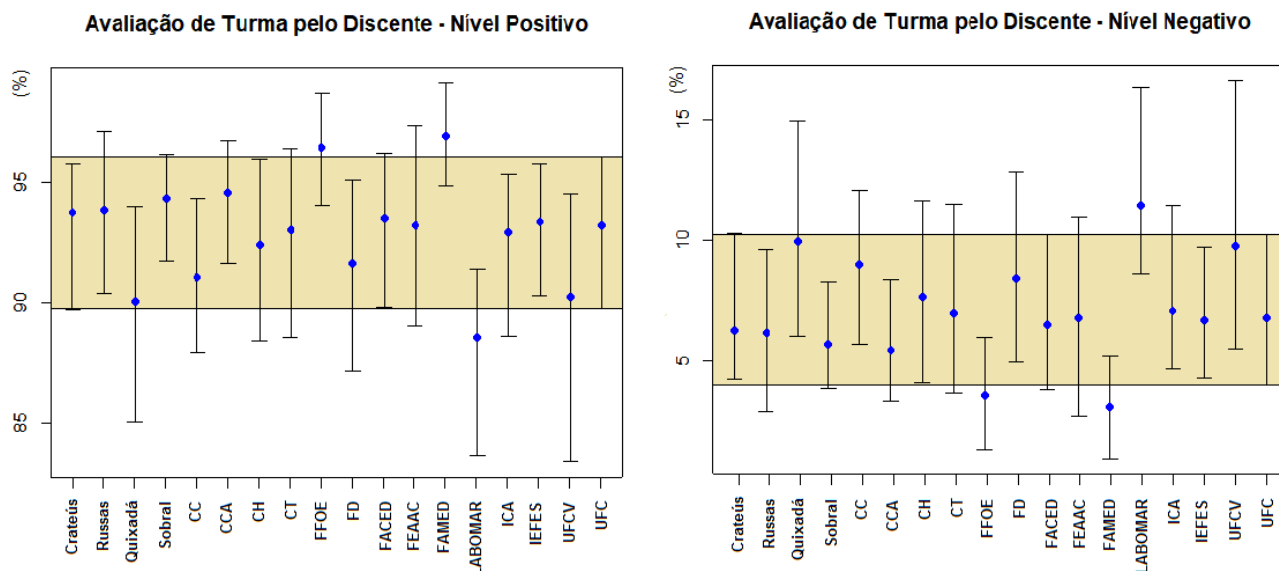 Avaliação de Turma pelo Discente - Nível Positivo
(%)
95
90
85
Crateús
Russas
Quixadá
Sobral
CC
CCA
CH
CT
FFOE
FD
FACED
FEAAC
FAMED
LABOMAR
ICA
IEFES
UFCV
UFC
Avaliação de Turma pelo Discente - Nível Negativo
(%)
15
10
5
Crateús
Russas
Quixadá
Sobral
CC
CCA
CH
CT
FFOE
FD
FACED
FEAAC
FAMED
LABOMAR
ICA
IEFES
UFCV
UFC